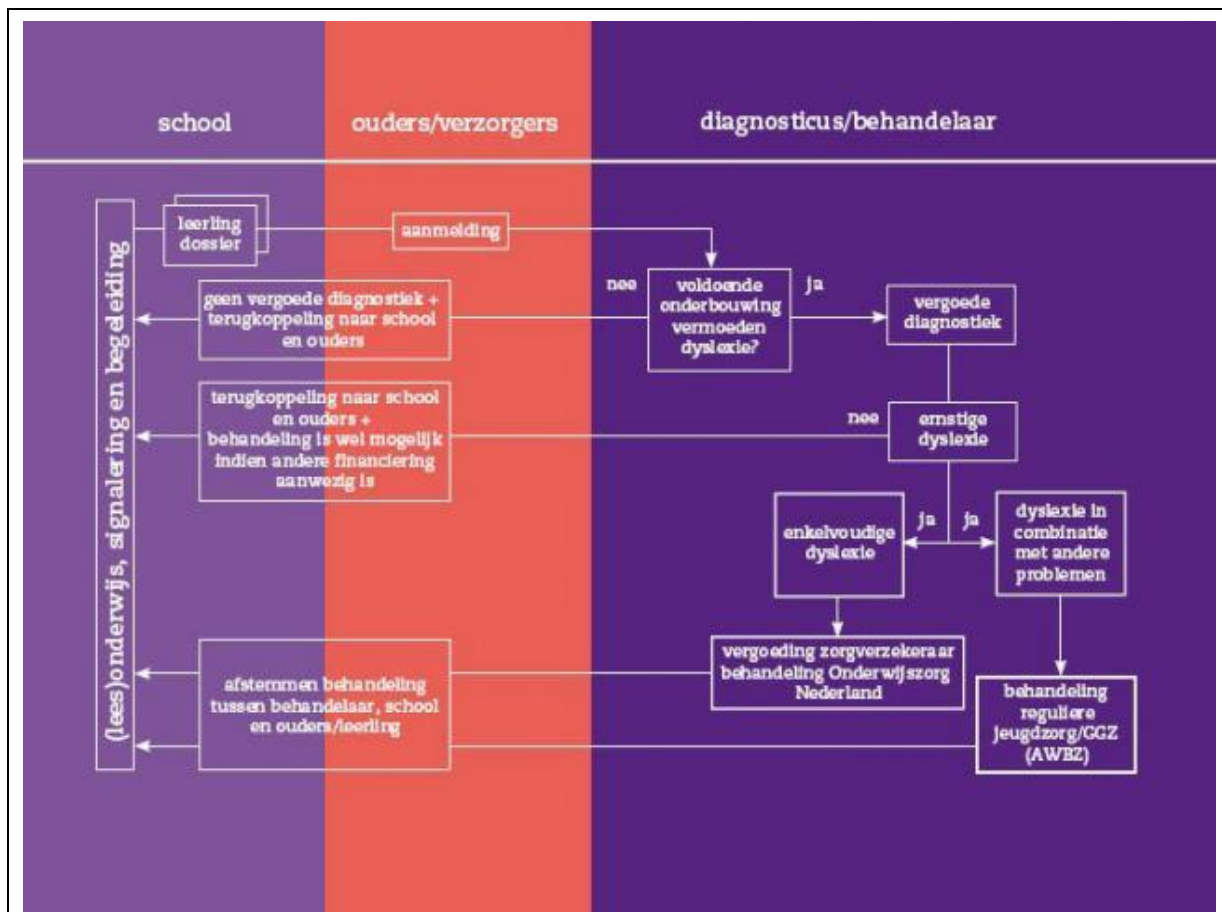 school
ouders/verzorgers
diagnosticus/behandelaar
(lees)onderwijs, signalering en begeleiding
leerling
dossier
aanmelding
nee
voldoende
onderbouwing
vermoeden
dyslexie?
ja
vergoede
diagnostiek
geen vergoede diagnostiek +
terugkoppeling naar school
en ouders
terugkoppeling naar school
en ouders +
behandeling is wel mogelijk
indien andere financiering
aanwezig is
nee
ernstige
dyslexie
enkelvoudige
dyslexie
ja
ja
dyslexie in
combinatie
met andere
problemen
afstemmen behandeling
tussen behandelaar, school
en ouders/leerling
vergoeding zorgverzekeraar
behandeling Onderwijszorg
Nederland
behandeling
reguliere
jeugdzorg/GGZ
(AWBZ)